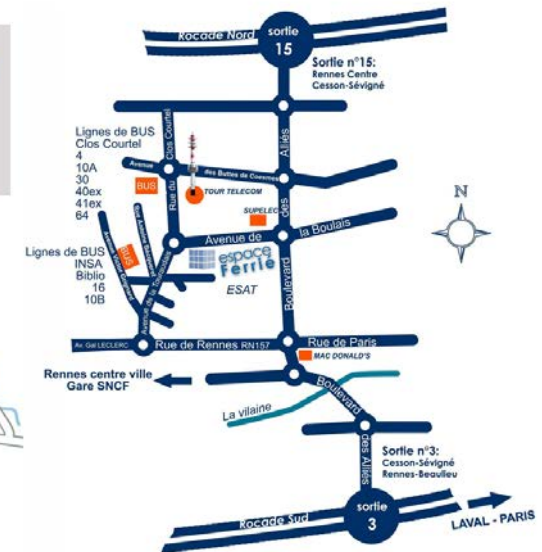 Rocade Nord
sortie
15
Sortie n°15:
Rennes Centre
Cesson-Sévigné
Lignes de BUS
Clos Courtel
4
10A
30
40ex
41ex
64
Rue du Clos Courtel
Avenue des Buttes de Coesmes
BUS
TOUR TELECOM
SUPELEC
Boulevard des Alliés
N
Avenue de la Boulais
espace
Ferrié
ESAT
Lignes de BUS
INSA
Biblio
16
10B
BUS
Avenue de la Touraudais
Av. Gal LECLERC
Rue de Rennes RN157
Rue de Paris
MAC DONALD'S
Rennes centre ville
Gare SNCF
La vilaine
Boulevard des Alliés
Sortie n°3:
Cesson-Sévigné
Rennes-Beaulieu
Rocade Sud
sortie
3
LAVAL - PARIS